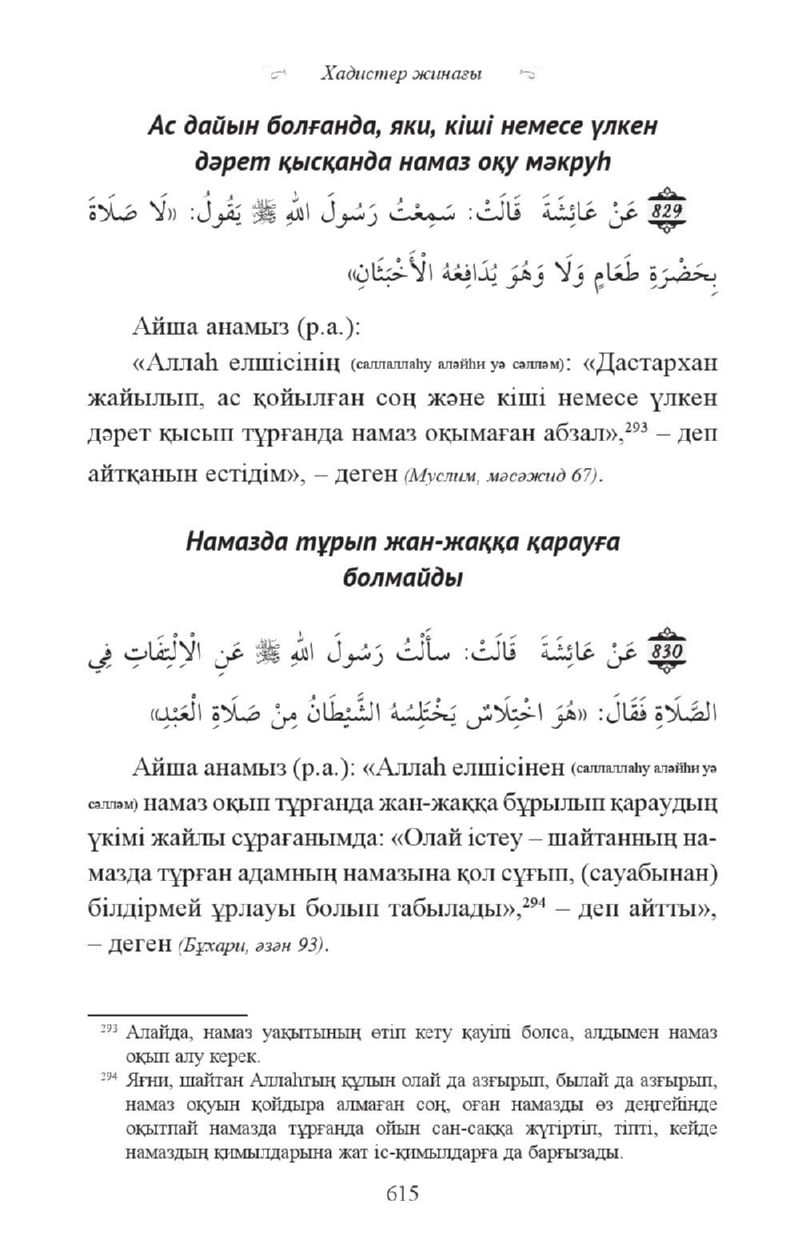 Хадистер жинағы
Ас дайын болғанда, яки, кіші немесе үлкен
дәрет қысқанда намаз оқу мәкруһ
829 عَنْ عَائِشَةَ قَالَتْ: سَمِعْتُ رَسُولَ اللهِ ﷺ يَقُولُ: «لَا صَلَاةَ
بِحَضْرَةِ طَعَامٍ وَلَا وَهُوَ يُدَافِعُهُ الْأَخْبَثَانِ»
Айша анамыз (р.а.):
«Аллаһ елшісінің (саллаллаһу аләйһи уә сәлләм): «Дастархан
жайылып, ас қойылған соң және кіші немесе үлкен
дәрет қысып тұрғанда намаз оқымаған абзал»,²⁹³ – деп
айтқанын естідім», – деген (Муслим, мәсәжид 67).
Намазда тұрып жан-жаққа қарауға
болмайды
830 عَنْ عَائِشَةَ قَالَتْ: سأَلْتُ رَسُولَ اللهِ ﷺ عَنِ الْاِلْتِفَاتِ فِي
الصَّلَاةِ فَقَالَ: «هُوَ اخْتِلَاسٌ يَخْتَلِسُهُ الشَّيْطَانُ مِنْ صَلَاةِ الْعَبْدِ»
Айша анамыз (р.а.): «Аллаһ елшісінен (саллаллаһу аләйһи уә
сәлләм) намаз оқып тұрғанда жан-жаққа бұрылып қараудың
үкімі жайлы сұрағанымда: «Олай істеу – шайтанның на-
мазда тұрған адамның намазына қол сұғып, (сауабынан)
білдірмей ұрлауы болып табылады»,²⁹⁴ – деп айтты»,
– деген (Бұхари, әзән 93).
²⁹³ Алайда, намаз уақытының өтіп кету қауіпі болса, алдымен намаз
оқып алу керек.
²⁹⁴ Яғни, шайтан Аллаһтың құлын олай да азғырып, былай да азғырып,
намаз оқуын қойдыра алмаған соң, оған намазды өз деңгейінде
оқытпай намазда тұрғанда ойын сан-саққа жүгіртіп, тіпті, кейде
намаздың қимылдарына жат іс-қимылдарға да барғызады.
615